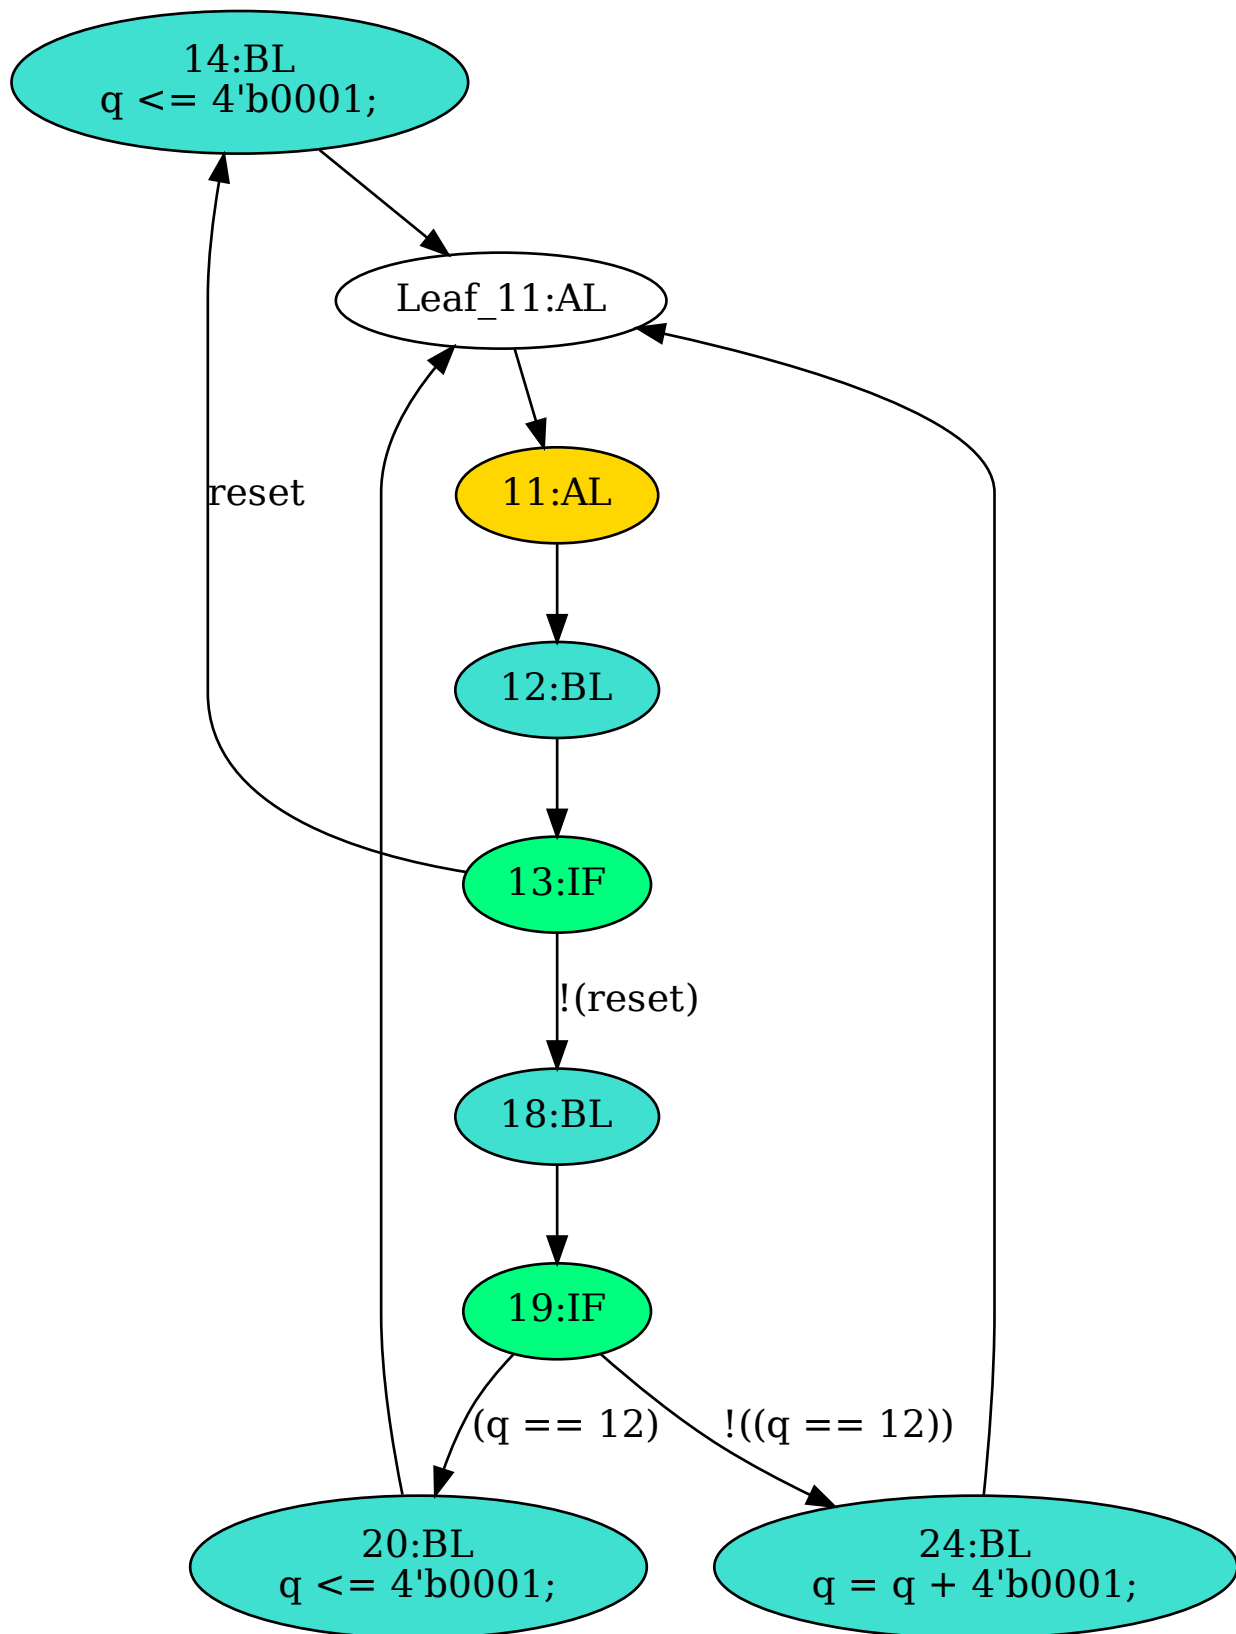 14:BL
q <= 4'b0001;
Leaf_11:AL
reset
11:AL
12:BL
13:IF
!(reset)
18:BL
19:IF
(q == 12)
!((q == 12))
20:BL
q <= 4'b0001;
24:BL
q = q + 4'b0001;